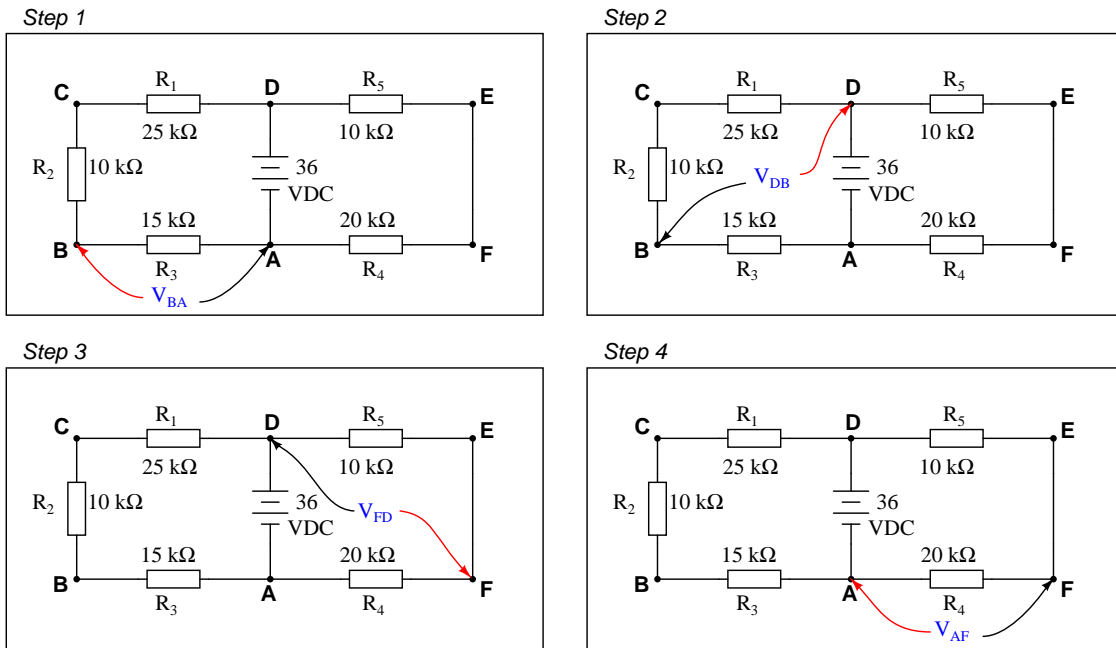 Step 1
C R1 D R5 E
25 kΩ 10 kΩ
R2 10 kΩ 36
VDC
15 kΩ 20 kΩ
B A F
R3 R4
VBA
Step 2
C R1 D R5 E
25 kΩ 10 kΩ
R2 10 kΩ VDB 36
VDC
15 kΩ 20 kΩ
B A F
R3 R4
Step 3
C R1 D R5 E
25 kΩ 10 kΩ
R2 10 kΩ 36 VFD
VDC
15 kΩ 20 kΩ
B A F
R3 R4
Step 4
C R1 D R5 E
25 kΩ 10 kΩ
R2 10 kΩ 36
VDC
15 kΩ 20 kΩ
B A F
R3 R4
VAF